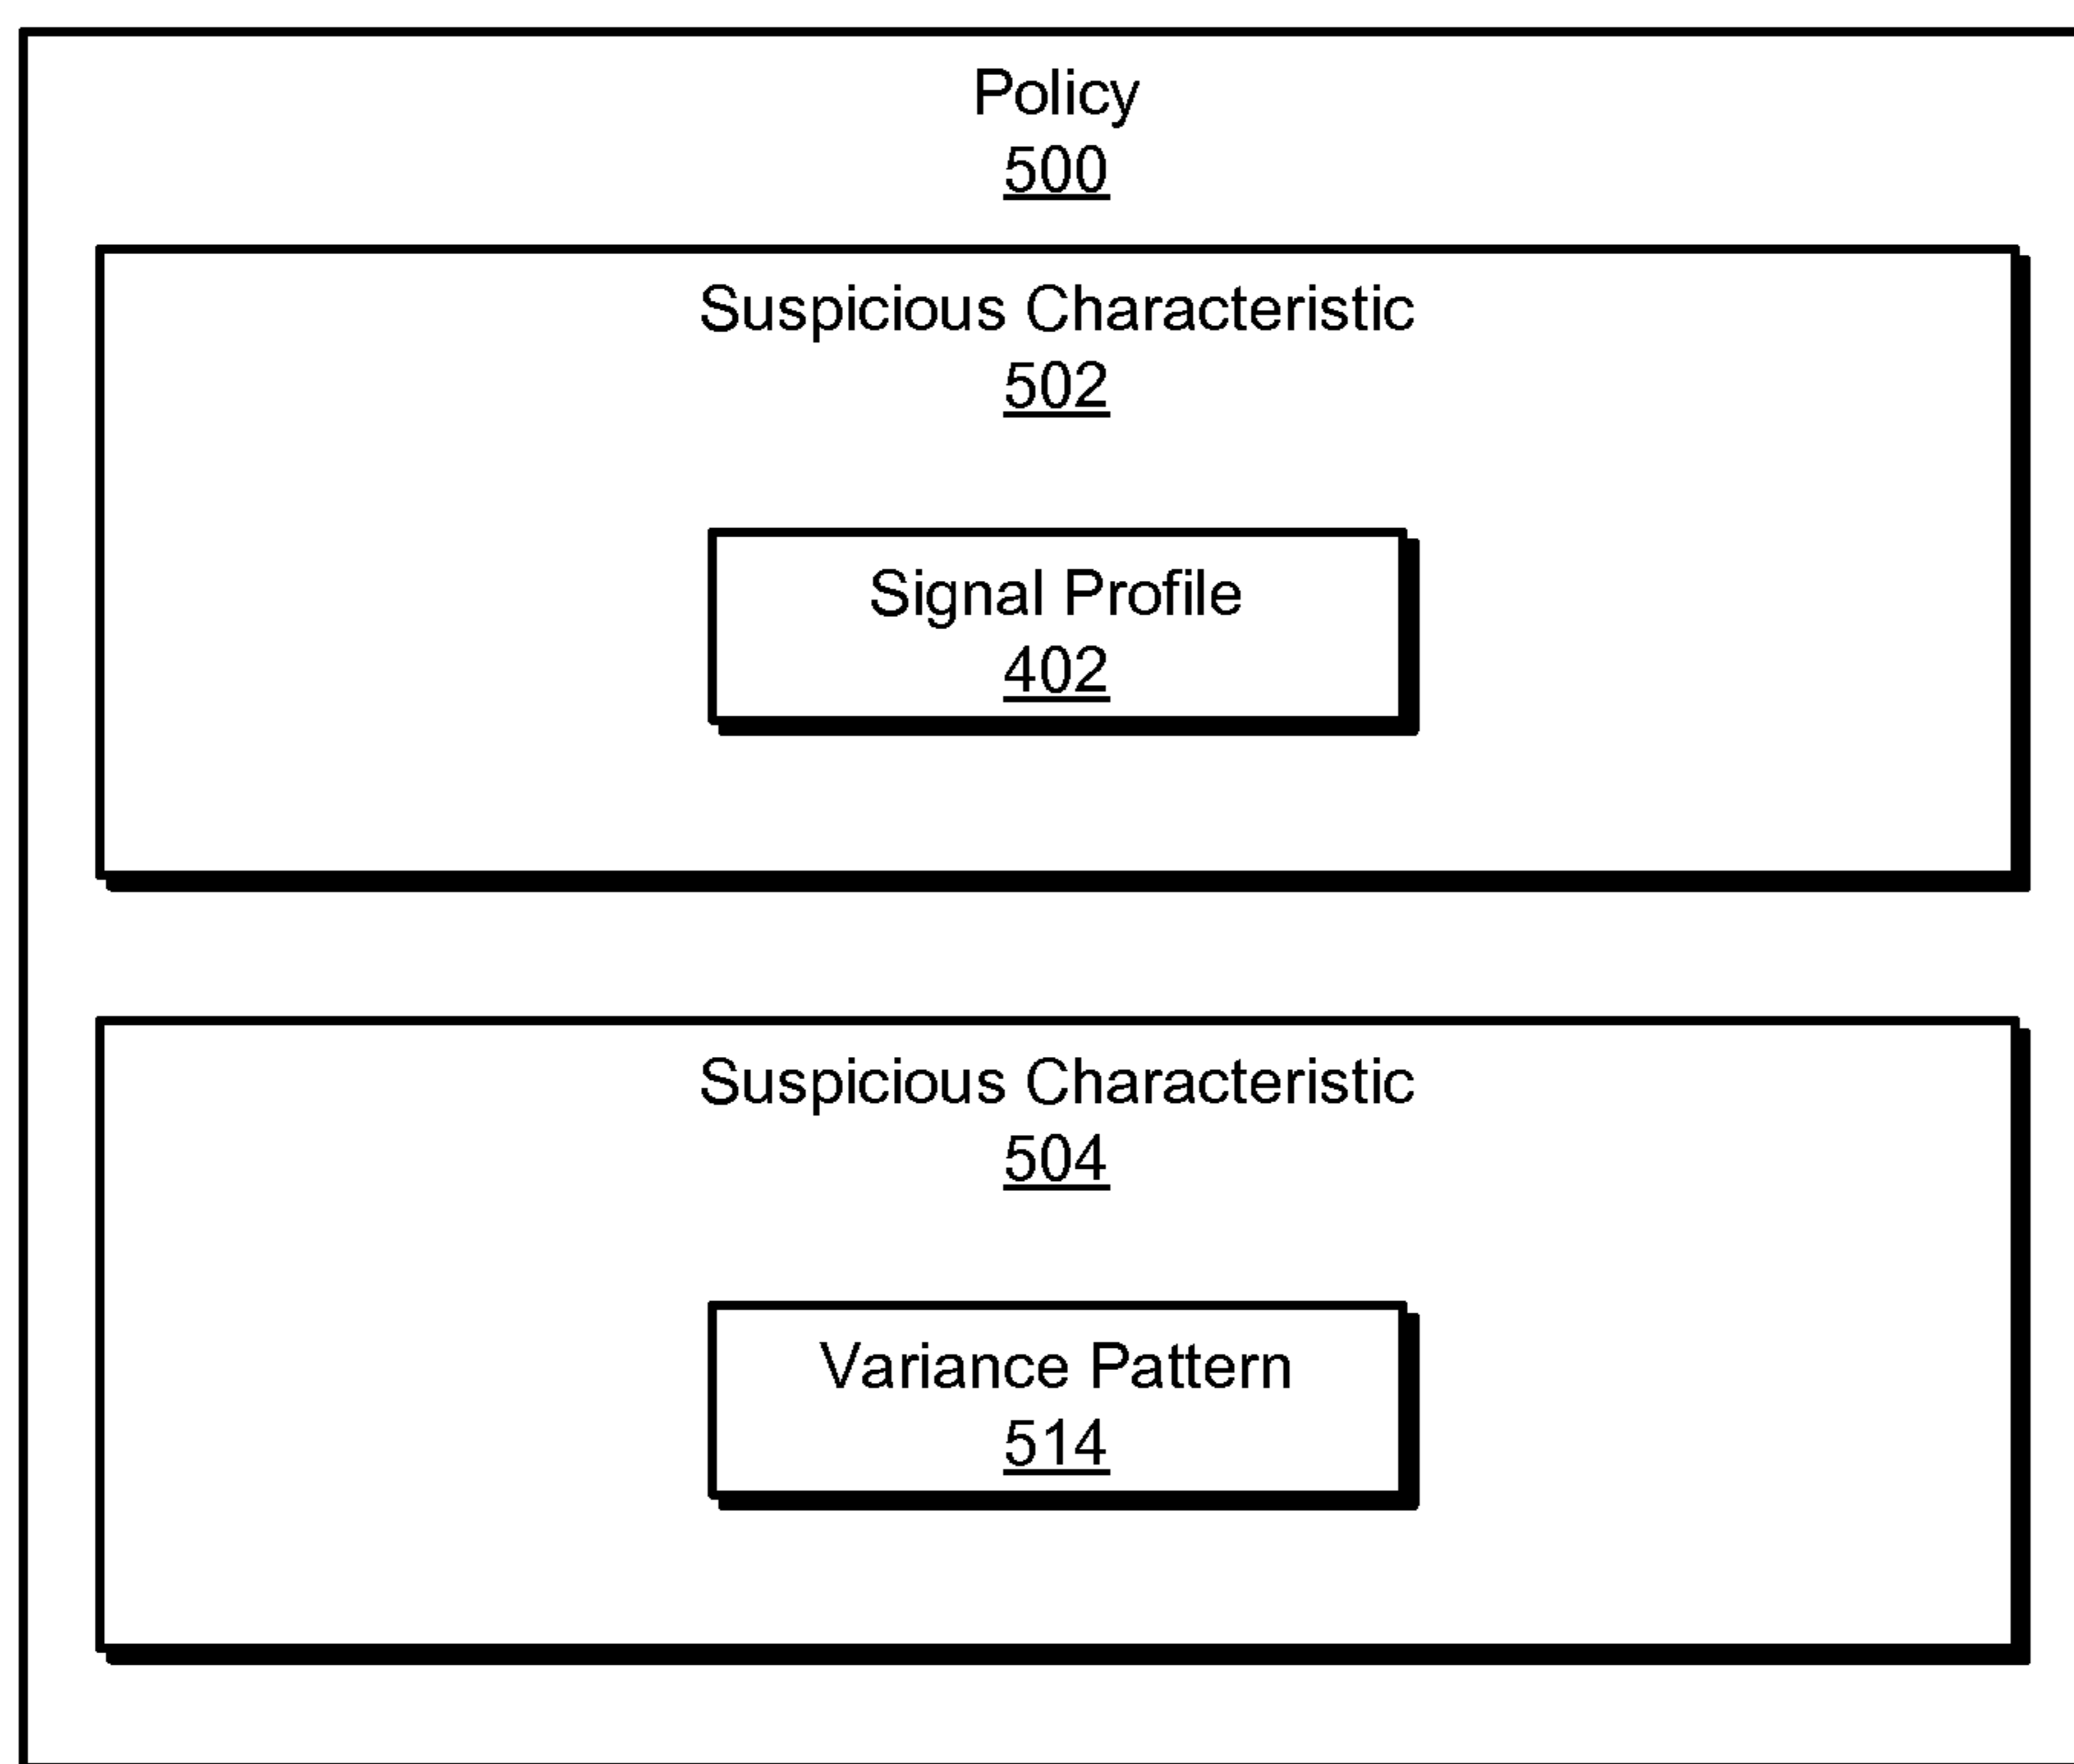 Policy
500
Suspicious Characteristic
502
Signal Profile
402
Suspicious Characteristic
504
Variance Pattern
514